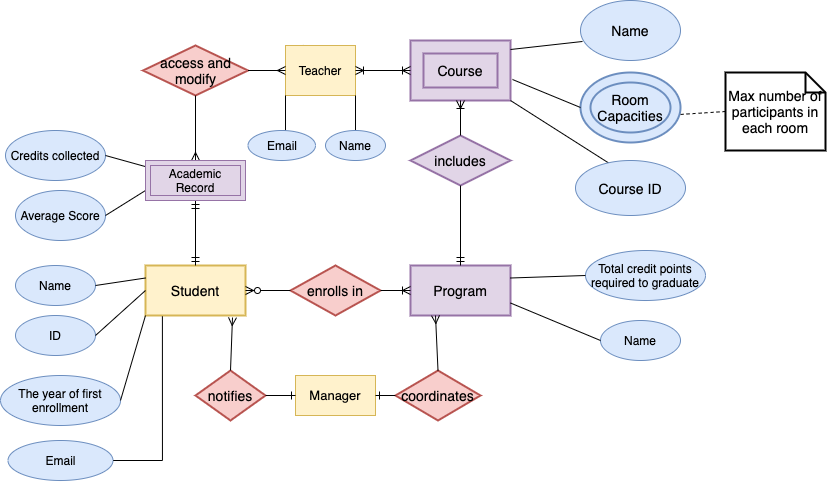 Name
access and
modify
Teacher
Course
Room
Capacities
Max number of
participants in
each room
Email
Name
Credits collected
includes
Academic
Record
Course ID
Average Score
Name
Student
enrolls in
Program
Total credit points
required to graduate
ID
Name
The year of first
enrollment
notifies
Manager
coordinates
Email